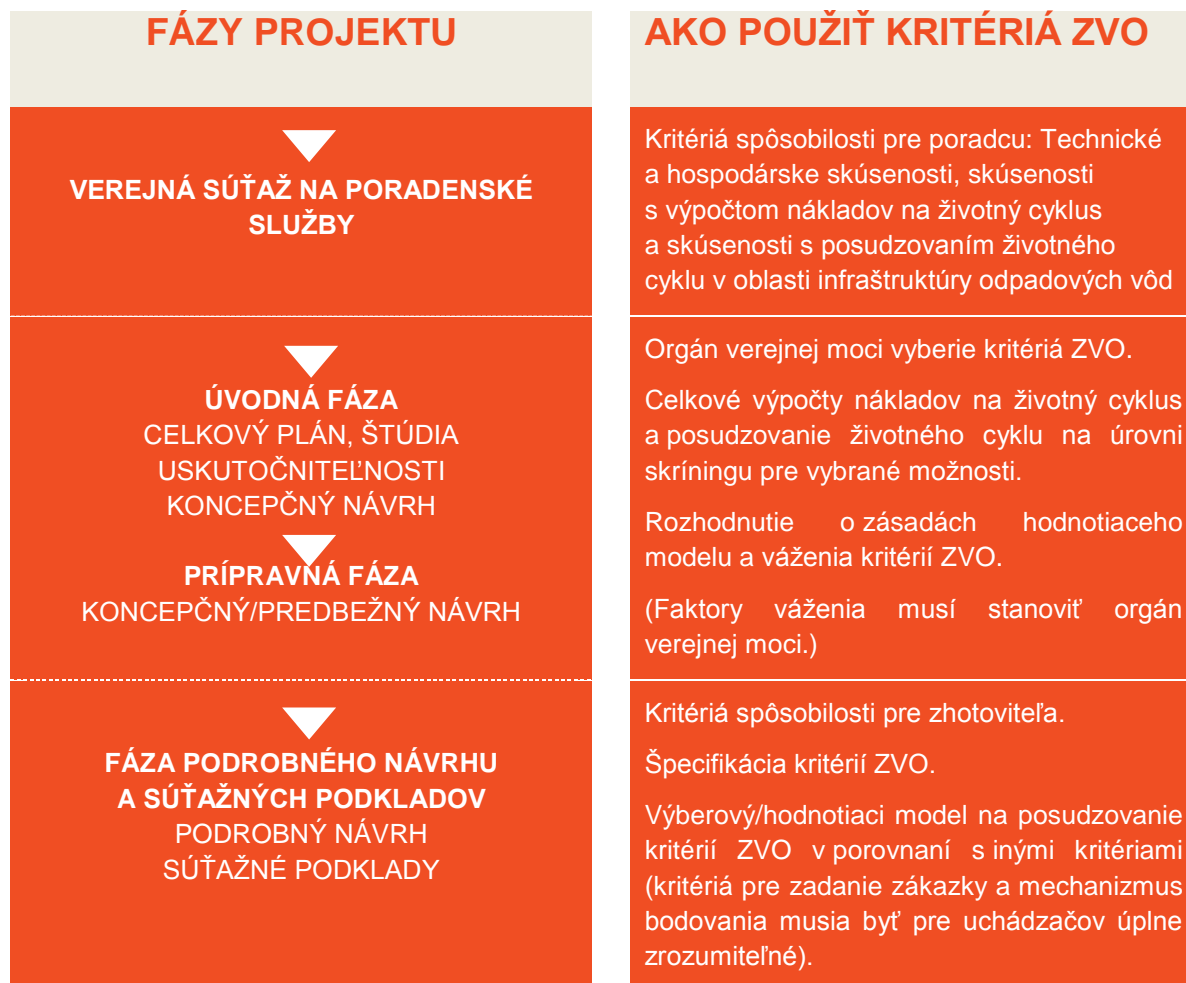 FÁZY PROJEKTU
AKO POUŽIŤ KRITÉRIÁ ZVO
VEREJNÁ SÚŤAŽ NA PORADENSKÉ
SLUŽBY
Kritériá spôsobilosti pre poradcu: Technické
a hospodárske skúsenosti, skúsenosti
s výpočtom nákladov na životný cyklus
a skúsenosti s posudzovaním životného
cyklu v oblasti infraštruktúry odpadových vôd
ÚVODNÁ FÁZA
CELKOVÝ PLÁN, ŠTÚDIA
USKUTOČNITEĽNOSTI
KONCEPČNÝ NÁVRH
PRÍPRAVNÁ FÁZA
KONCEPČNÝ/PREDBEŽNÝ NÁVRH
Orgán verejnej moci vyberie kritériá ZVO.
Celkové výpočty nákladov na životný cyklus
a posudzovanie životného cyklu na úrovni
skríningu pre vybrané možnosti.
Rozhodnutie o zásadách hodnotiaceho
modelu a váženia kritérií ZVO.
(Faktory váženia musí stanoviť orgán
verejnej moci.)
FÁZA PODROBNÉHO NÁVRHU
A SÚŤAŽNÝCH PODKLADOV
PODROBNÝ NÁVRH
SÚŤAŽNÉ PODKLADY
Kritériá spôsobilosti pre zhotoviteľa.
Špecifikácia kritérií ZVO.
Výberový/hodnotiaci model na posudzovanie
kritérií ZVO v porovnaní s inými kritériami
(kritériá pre zadanie zákazky a mechanizmus
bodovania musia byť pre uchádzačov úplne
zrozumiteľné).